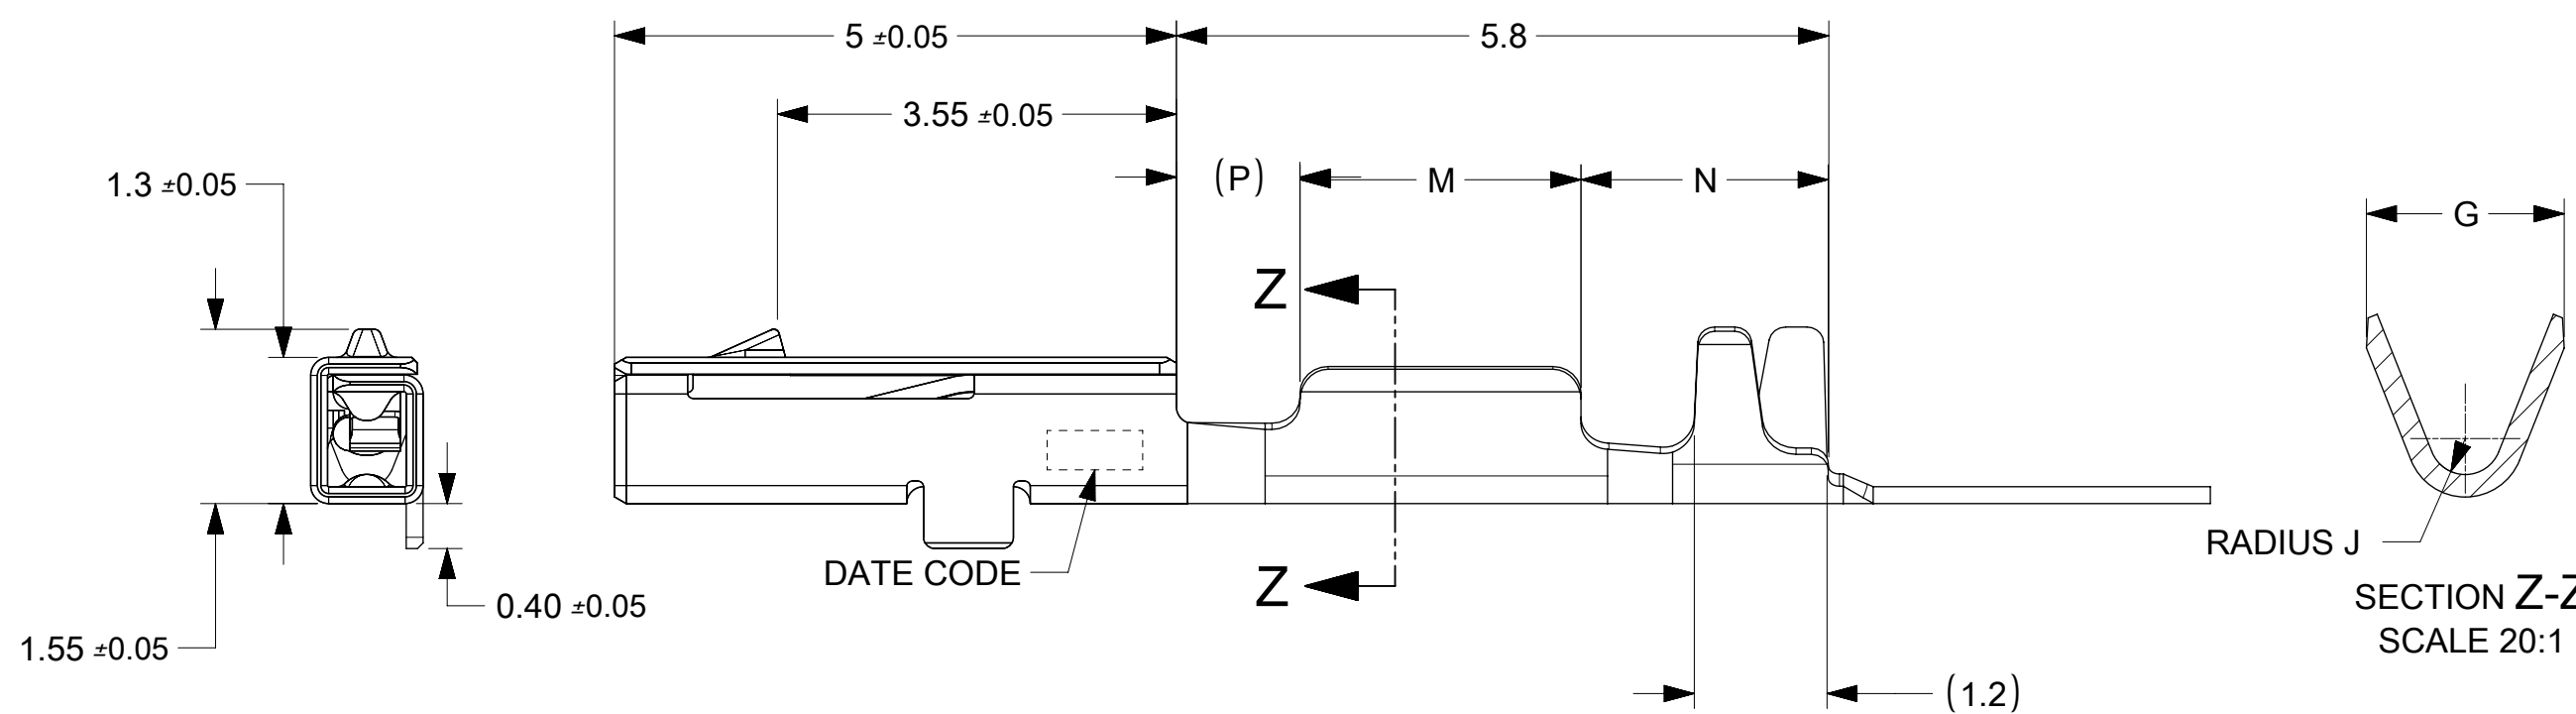 5 ±0.05
5.8
3.55 ±0.05
1.3 ±0.05
(P)
M
N
G
Z
DATE CODE
Z
0.40 ±0.05
1.55 ±0.05
RADIUS J
SECTION Z-Z
SCALE 20:1
(1.2)